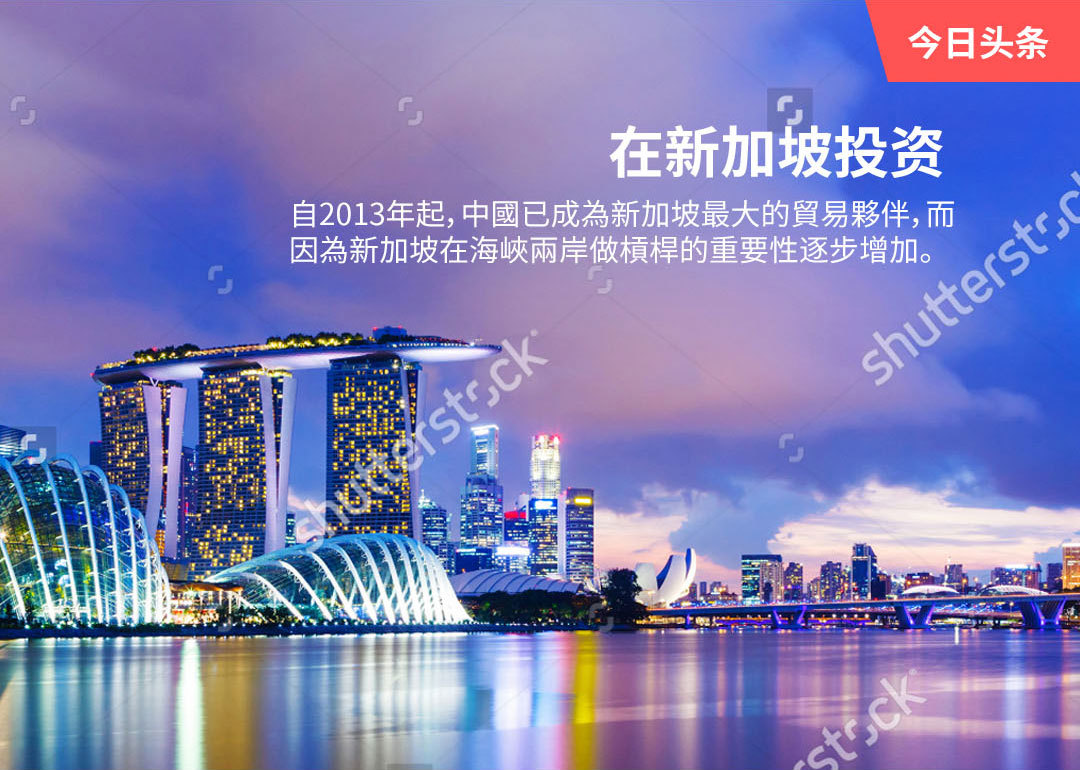 今日头条
在新加坡投资
自2013年起，中國已成為新加坡最大的貿易夥伴，而
因為新加坡在海峽兩岸做槓桿的重要性逐步增加。
shutterstock
shutterstock
shutterstock